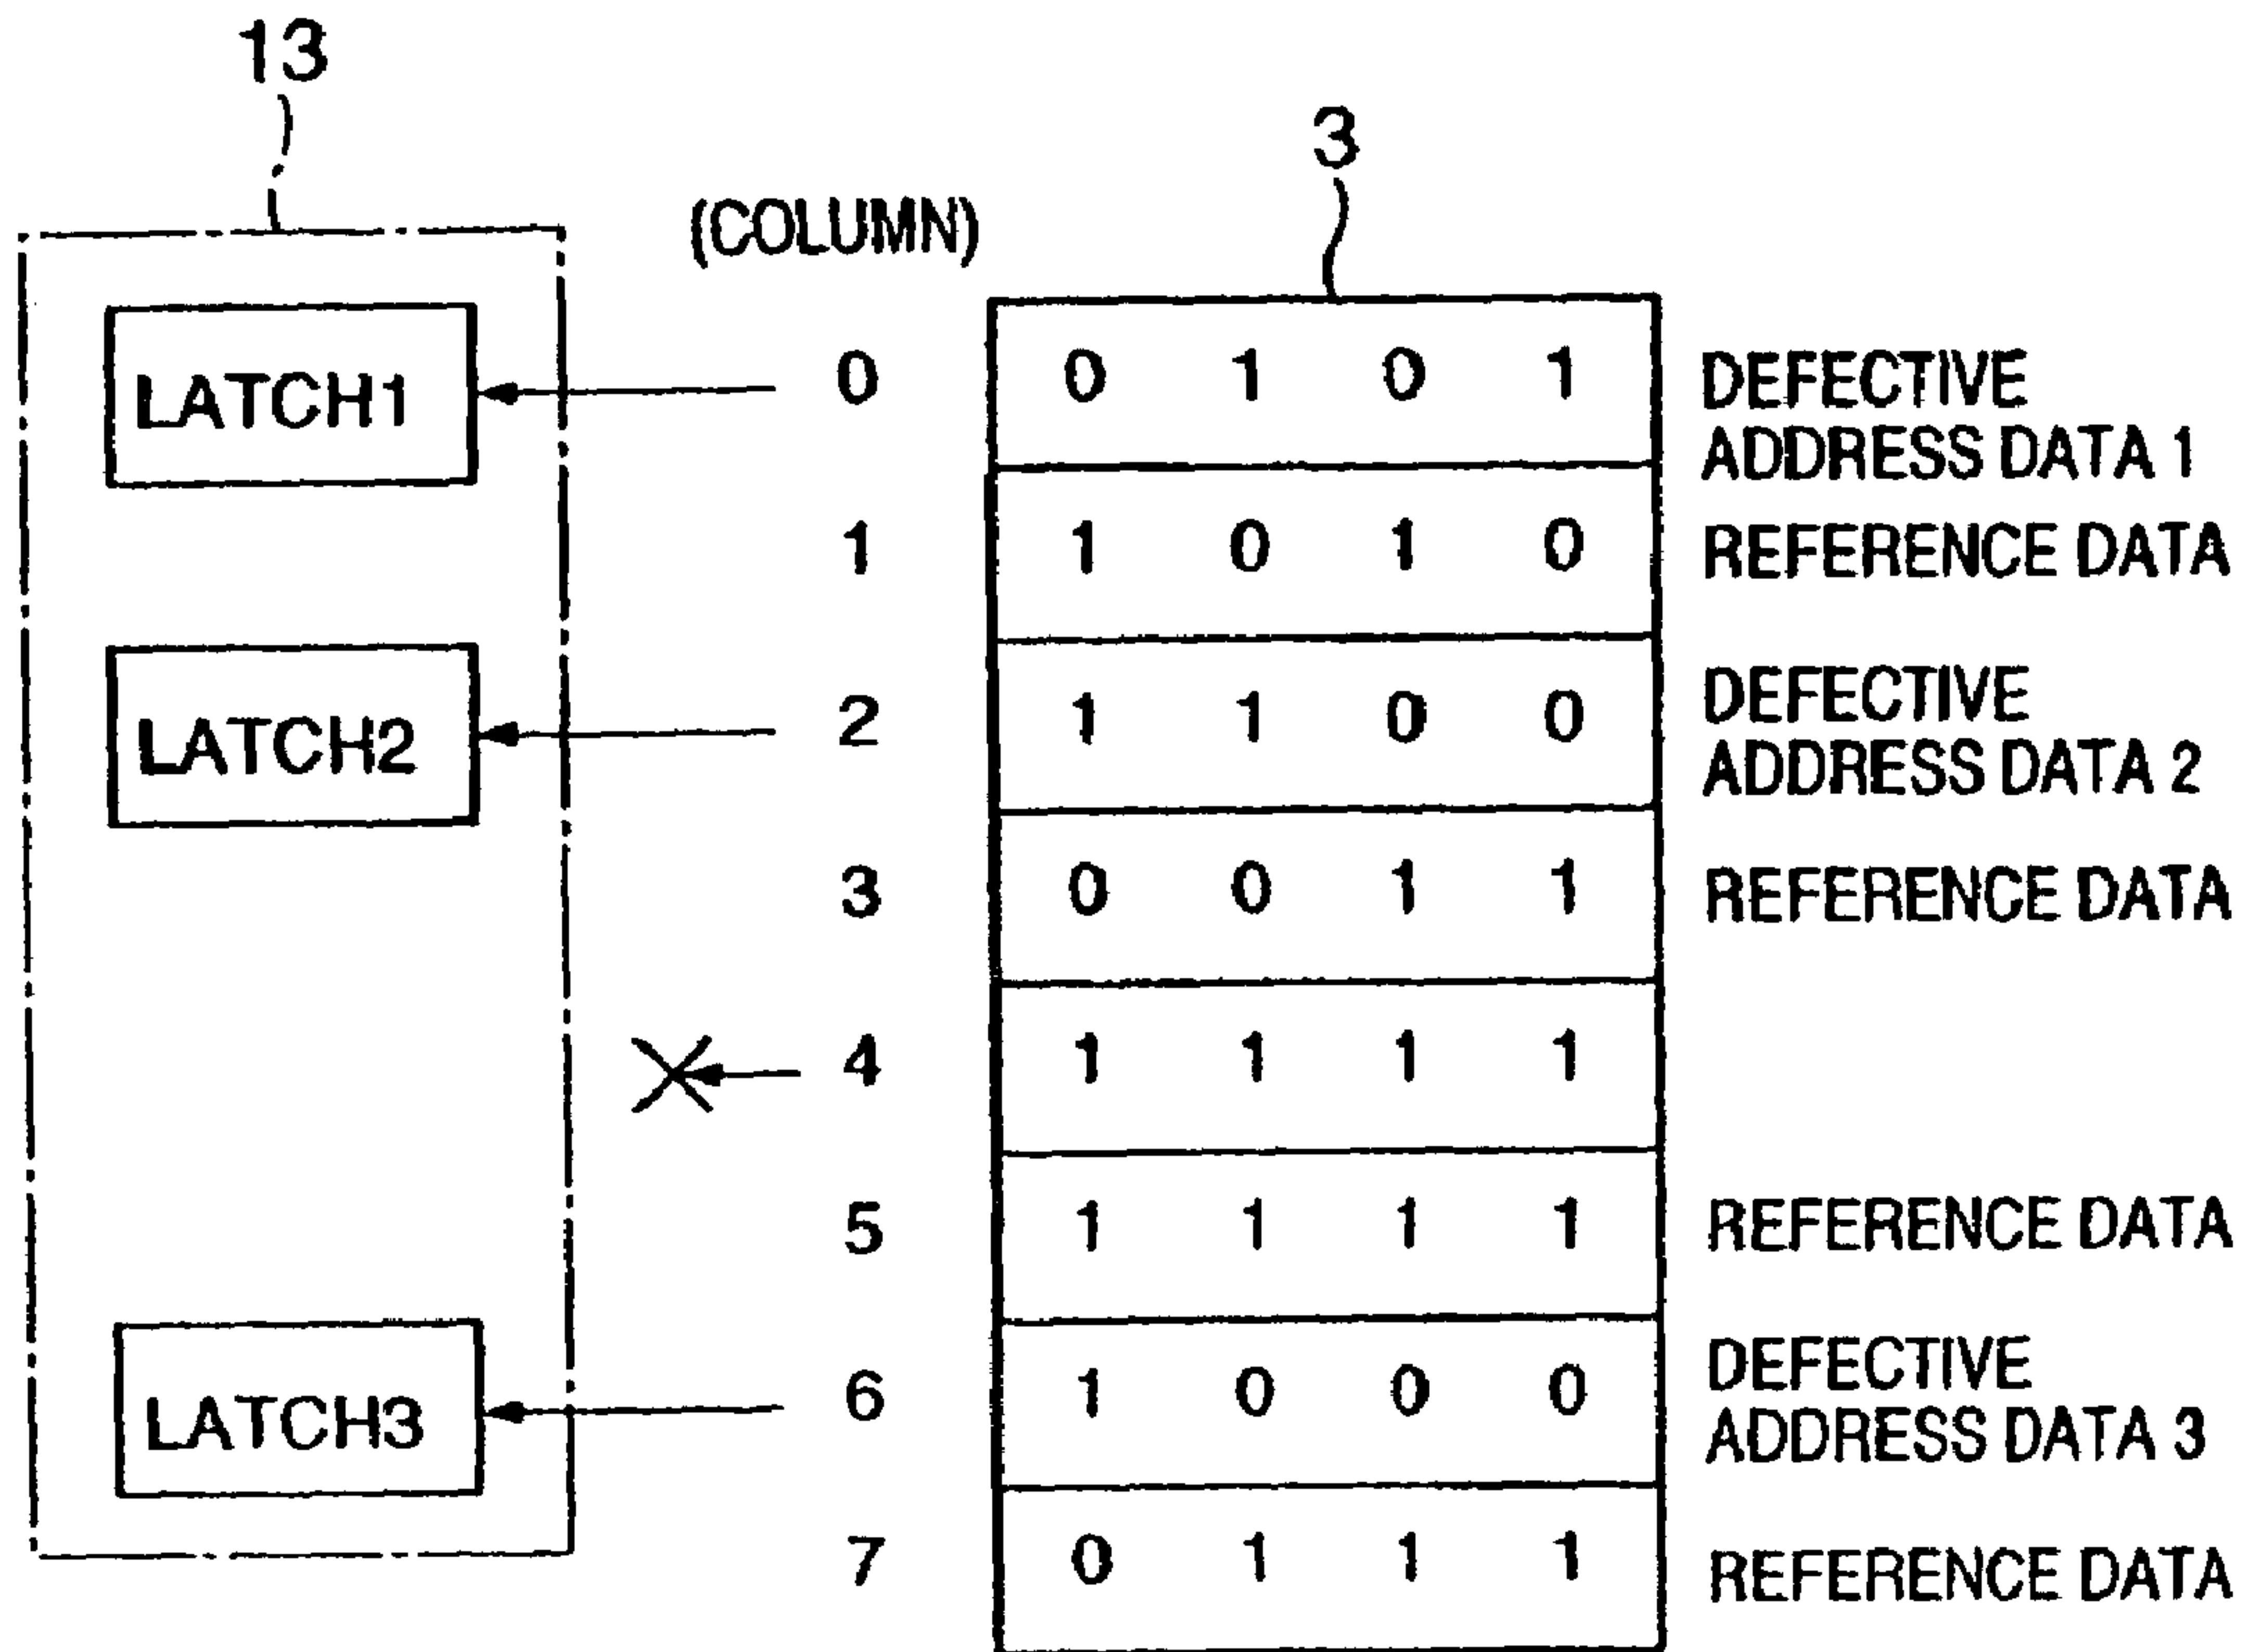 13
3
(COLUMN)
LATCH1
0 0 1 0 1 DEFECTIVE
ADDRESS DATA 1
1 1 0 1 0 REFERENCE DATA
LATCH2
2 1 1 0 0 DEFECTIVE
ADDRESS DATA 2
3 0 0 1 1 REFERENCE DATA
4 1 1 1 1
5 1 1 1 1 REFERENCE DATA
LATCH3
6 1 0 0 0 DEFECTIVE
ADDRESS DATA 3
7 0 1 1 1 REFERENCE DATA